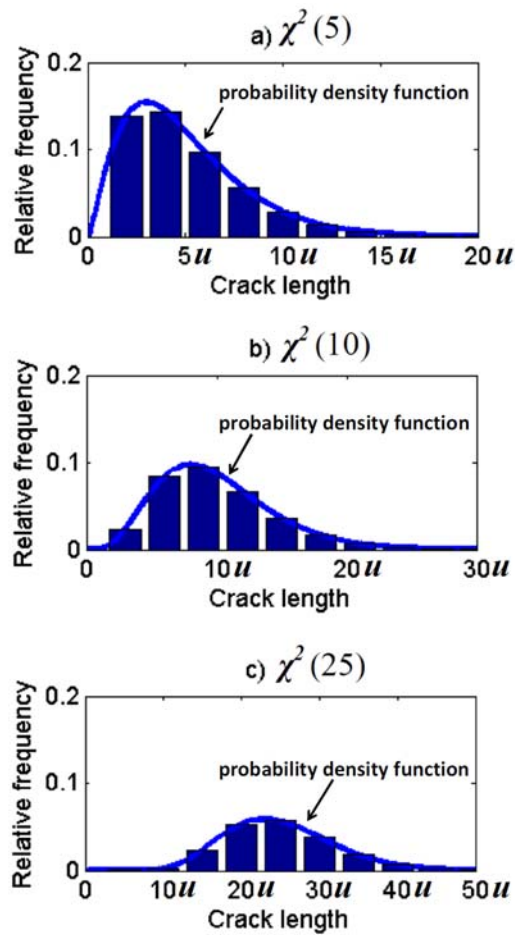 a) χ² (5)
0.2
probability density function
0.1
Relative frequency
0
0 5u 10u 15u 20u
Crack length
b) χ² (10)
0.2
probability density function
0.1
Relative frequency
0
0 10u 20u 30u
Crack length
c) χ² (25)
0.2
probability density function
0.1
Relative frequency
0
0 10u 20u 30u 40u 50u
Crack length